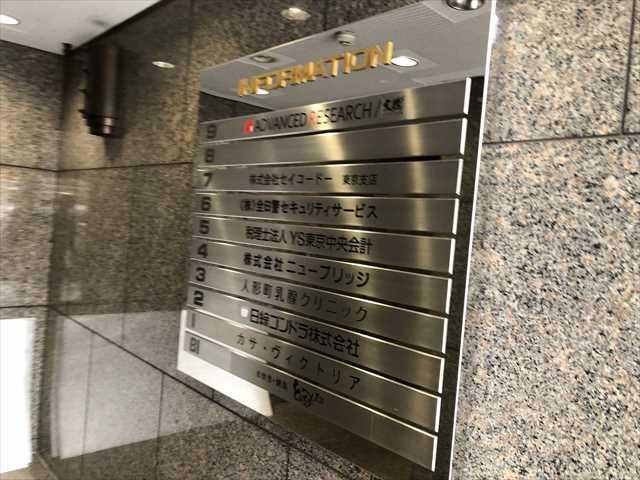 INFORMATION
9 ADVANCED RESEARCH /
8
7 株式会社セイコードー 東京支店
6 (株)全日警セキュリティサービス
5 税理士法人 YS東京中央会計
4 株式会社 ニューブリッジ
3 人形町乳腺クリニック
2 日綜コンドラ株式会社
カサ・ヴィクトリア
B1